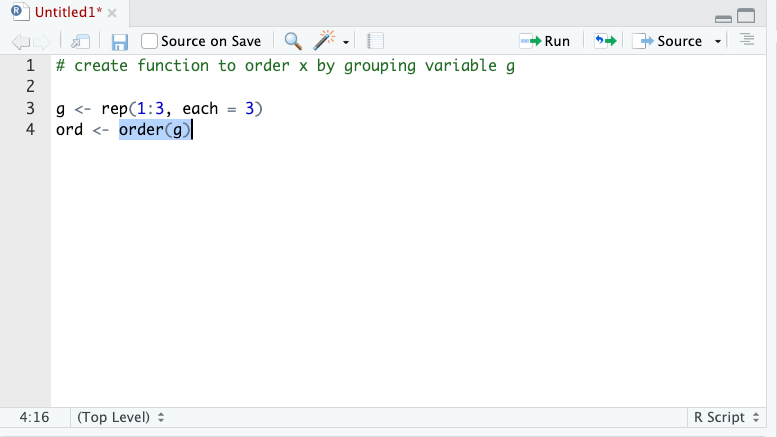 Untitled1*
Source on Save
Run
Source
1 # create function to order x by grouping variable g
2
3 g <- rep(1:3, each = 3)
4 ord <- order(g)
4:16 (Top Level) R Script